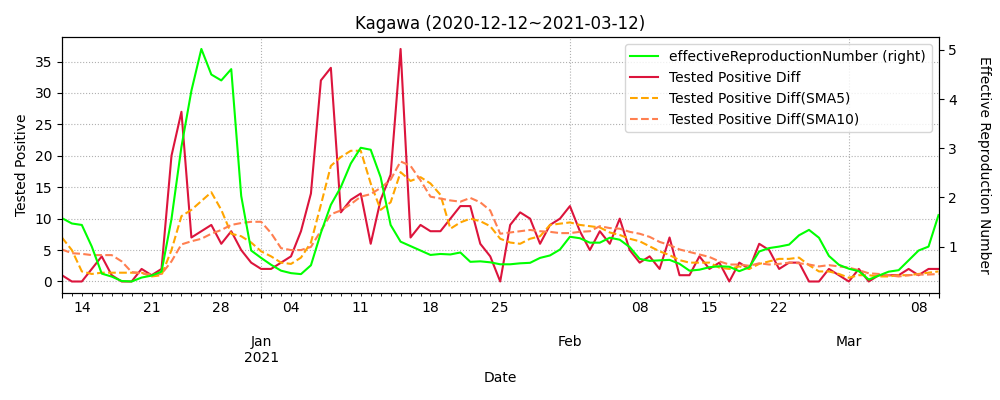 Kagawa (2020-12-12~2021-03-12)
effectiveReproductionNumber (right)
Tested Positive Diff
Tested Positive Diff(SMA5)
Tested Positive Diff(SMA10)
Tested Positive
35
30
25
20
15
10
5
0
Effective Reproduction Number
5
4
3
2
1
14 21 28 04 11 18 25 08 15 22 08
Jan Feb Mar
2021
Date